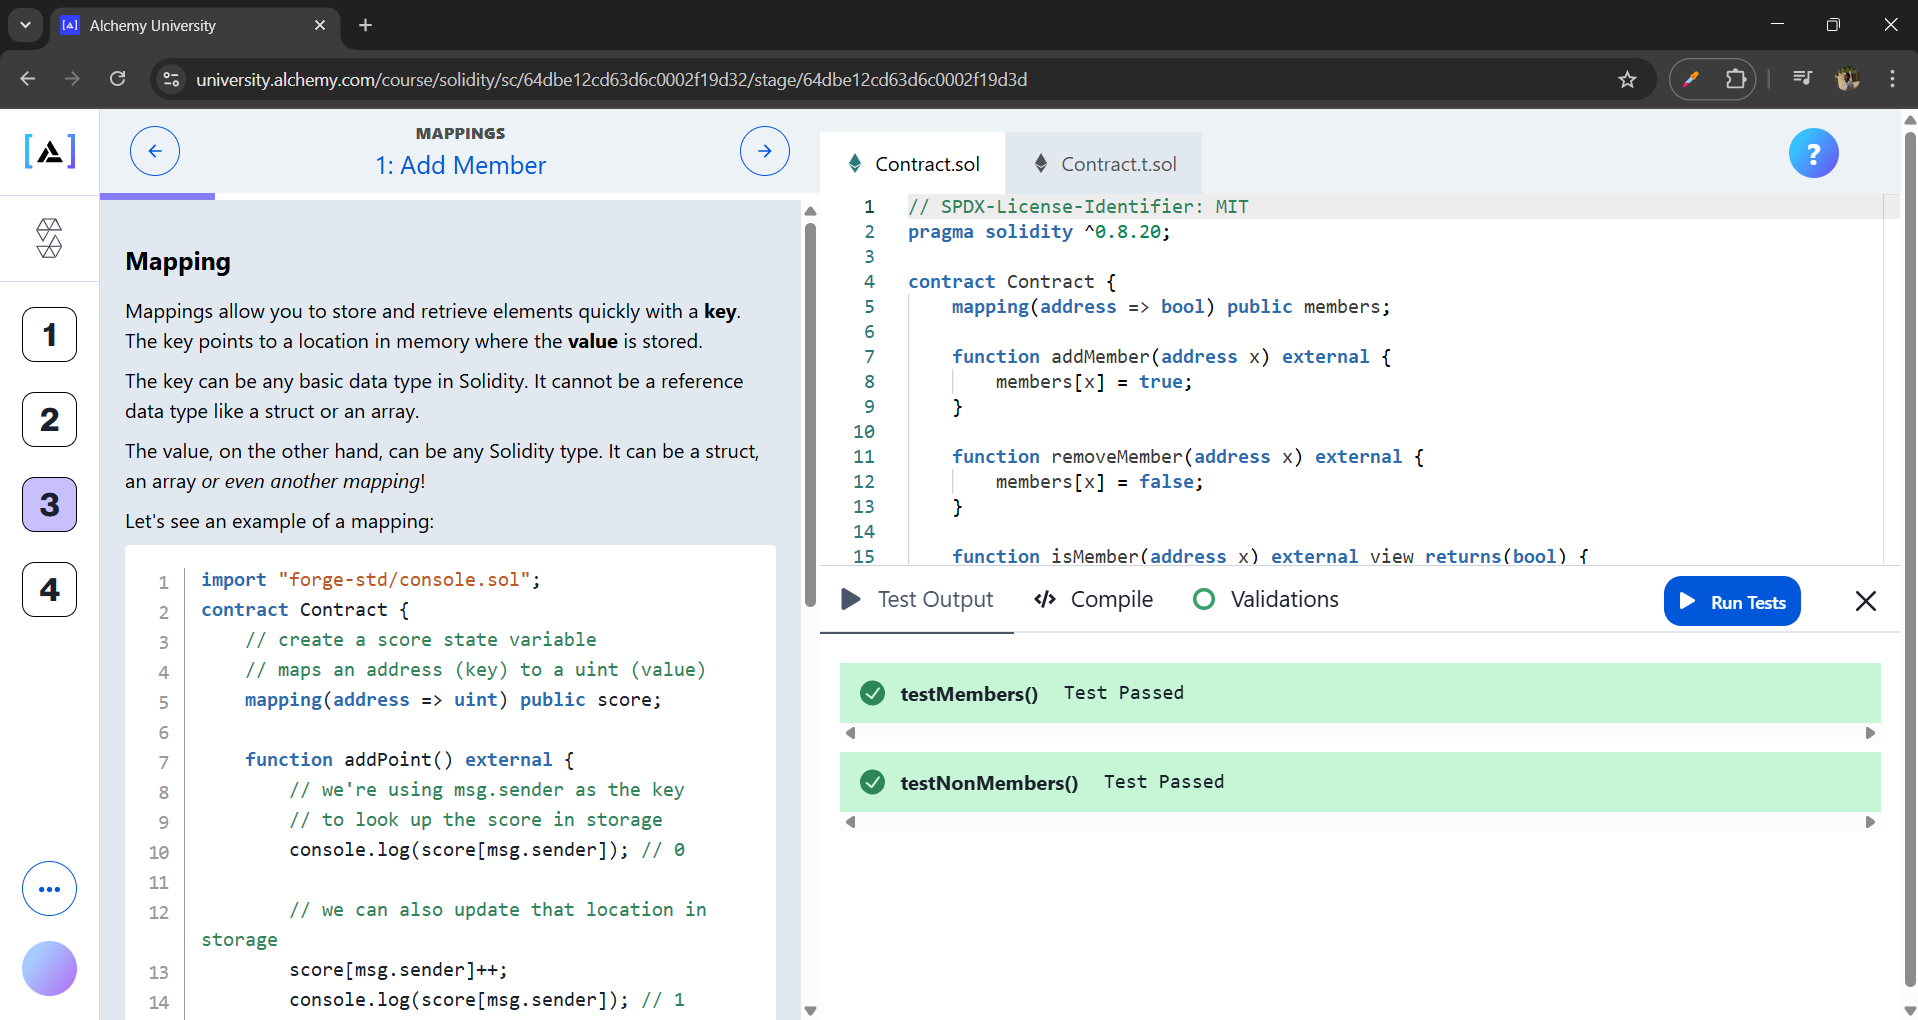 Alchemy University
university.alchemy.com/course/solidity/sc/64dbe12cd63d6c0002f19d32/stage/64dbe12cd63d6c0002f19d3d
MAPPINGS
1: Add Member
1
2
3
4
Mapping
Mappings allow you to store and retrieve elements quickly with a key.
The key points to a location in memory where the value is stored.
The key can be any basic data type in Solidity. It cannot be a reference
data type like a struct or an array.
The value, on the other hand, can be any Solidity type. It can be a struct,
an array or even another mapping!
Let's see an example of a mapping:
1 import "forge-std/console.sol";
2 contract Contract {
3 // create a score state variable
4 // maps an address (key) to a uint (value)
5 mapping(address => uint) public score;
6
7 function addPoint() external {
8 // we're using msg.sender as the key
9 // to look up the score in storage
10 console.log(score[msg.sender]); // 0
11
12 // we can also update that location in
storage
13 score[msg.sender]++;
14 console.log(score[msg.sender]); // 1
Contract.sol
Contract.t.sol
?
1 // SPDX-License-Identifier: MIT
2 pragma solidity ^0.8.20;
3
4 contract Contract {
5 mapping(address => bool) public members;
6
7 function addMember(address x) external {
8 members[x] = true;
9 }
10
11 function removeMember(address x) external {
12 members[x] = false;
13 }
14
15 function isMember(address x) external view returns(bool) {
Test Output
Compile
Validations
Run Tests
testMembers() Test Passed
testNonMembers() Test Passed